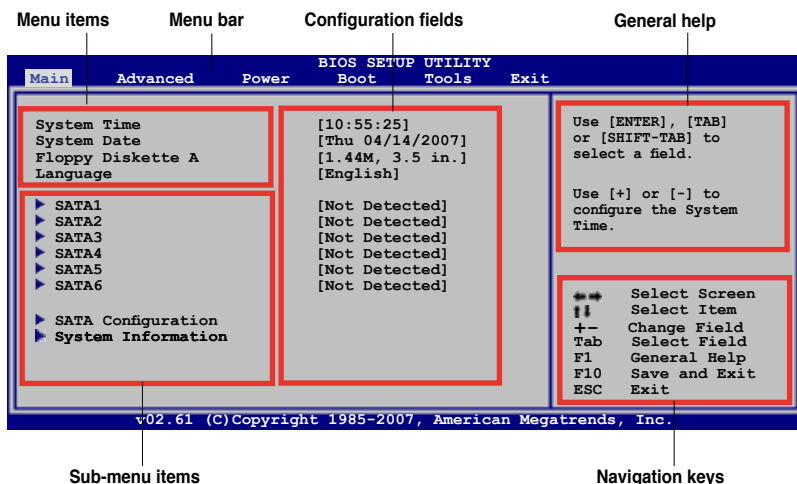 Menu items Menu bar Configuration fields General help
BIOS SETUP UTILITY
Main Advanced Power Boot Tools Exit
System Time [10:55:25]
System Date [Thu 04/14/2007]
Floppy Diskette A [1.44M, 3.5 in.]
Language [English]
SATA1 [Not Detected]
SATA2 [Not Detected]
SATA3 [Not Detected]
SATA4 [Not Detected]
SATA5 [Not Detected]
SATA6 [Not Detected]
SATA Configuration
System Information
Use [ENTER], [TAB]
or [SHIFT-TAB] to
select a field.
Use [+] or [-] to
configure the System
Time.
Select Screen
Select Item
+- Change Field
Tab Select Field
F1 General Help
F10 Save and Exit
ESC Exit
v02.61 (C)Copyright 1985-2007, American Megatrends, Inc.
Sub-menu items Navigation keys